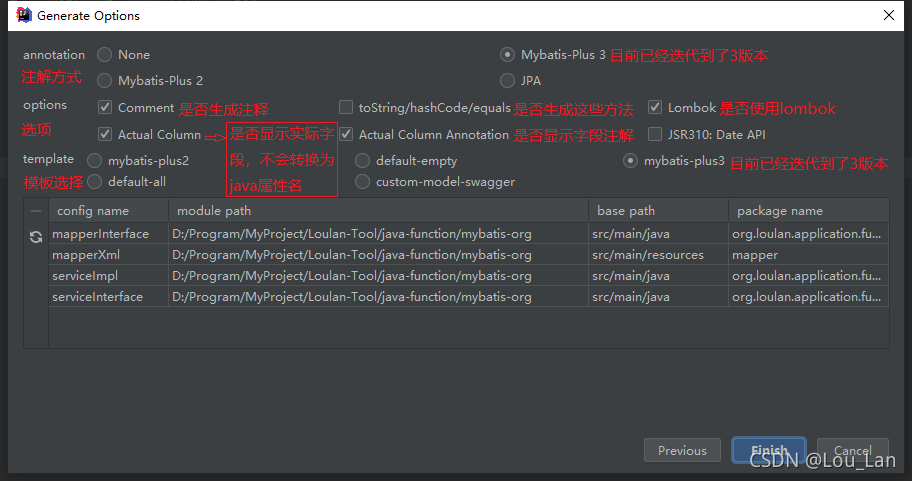 Generate Options
annotation None Mybatis-Plus 3 目前已经迭代到了3版本
注解方式 Mybatis-Plus 2 JPA
options Comment 是否生成注释 toString/hashCode/equals 是否生成这些方法 Lombok 是否使用lombok
选项 Actual Column 是否显示实际字 Actual Column Annotation 是否显示字段注解 JSR310: Date API
template mybatis-plus2 段，不会转换为 default-empty mybatis-plus3 目前已经迭代到了3版本
模板选择 default-all java属性名 custom-model-swagger
config name module path base path package name
mapperInterface D:/Program/MyProject/Loulan-Tool/java-function/mybatis-org src/main/java org.loulan.application.fu...
mapperXml D:/Program/MyProject/Loulan-Tool/java-function/mybatis-org src/main/resources mapper
serviceImpl D:/Program/MyProject/Loulan-Tool/java-function/mybatis-org src/main/java org.loulan.application.fu...
serviceInterface D:/Program/MyProject/Loulan-Tool/java-function/mybatis-org src/main/java org.loulan.application.fu...
Previous Finish Cancel
CSDN @Lou_Lan